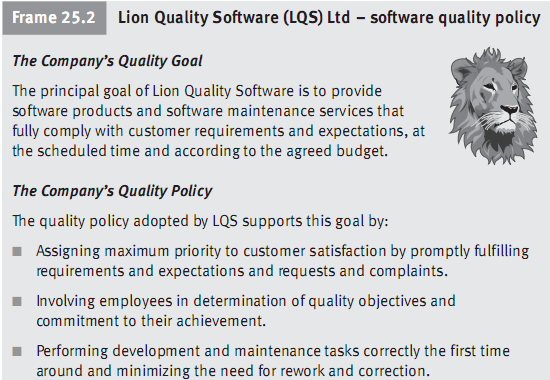 Frame 25.2 Lion Quality Software (LQS) Ltd – software quality policy
The Company's Quality Goal
The principal goal of Lion Quality Software is to provide
software products and software maintenance services that
fully comply with customer requirements and expectations, at
the scheduled time and according to the agreed budget.
The Company's Quality Policy
The quality policy adopted by LQS supports this goal by:
■ Assigning maximum priority to customer satisfaction by promptly fulfilling
requirements and expectations and requests and complaints.
■ Involving employees in determination of quality objectives and
commitment to their achievement.
■ Performing development and maintenance tasks correctly the first time
around and minimizing the need for rework and correction.